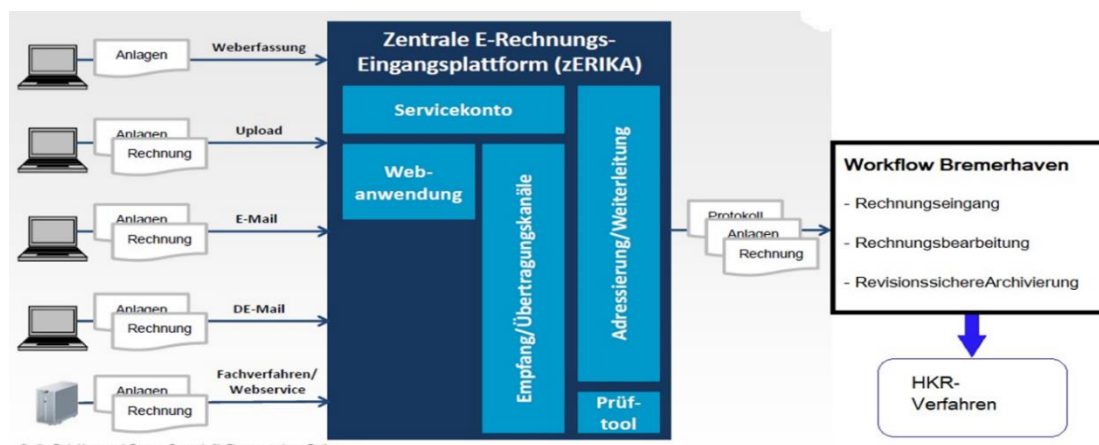 Anlagen
Weberfassung
Anlagen
Rechnung
Upload
Anlagen
Rechnung
E-Mail
Anlagen
Rechnung
DE-Mail
Anlagen
Rechnung
Fachverfahren/
Webservice
Zentrale E-Rechnungs-
Eingangsplattform (zERIKA)
Servicekonto
Web-
anwendung
Empfang/Übertragungskanäle
Adressierung/Weiterleitung
Prüf-
tool
Protokoll
Anlagen
Rechnung
Workflow Bremerhaven
- Rechnungseingang
- Rechnungsbearbeitung
- RevisionssichereArchivierung
HKR-
Verfahren